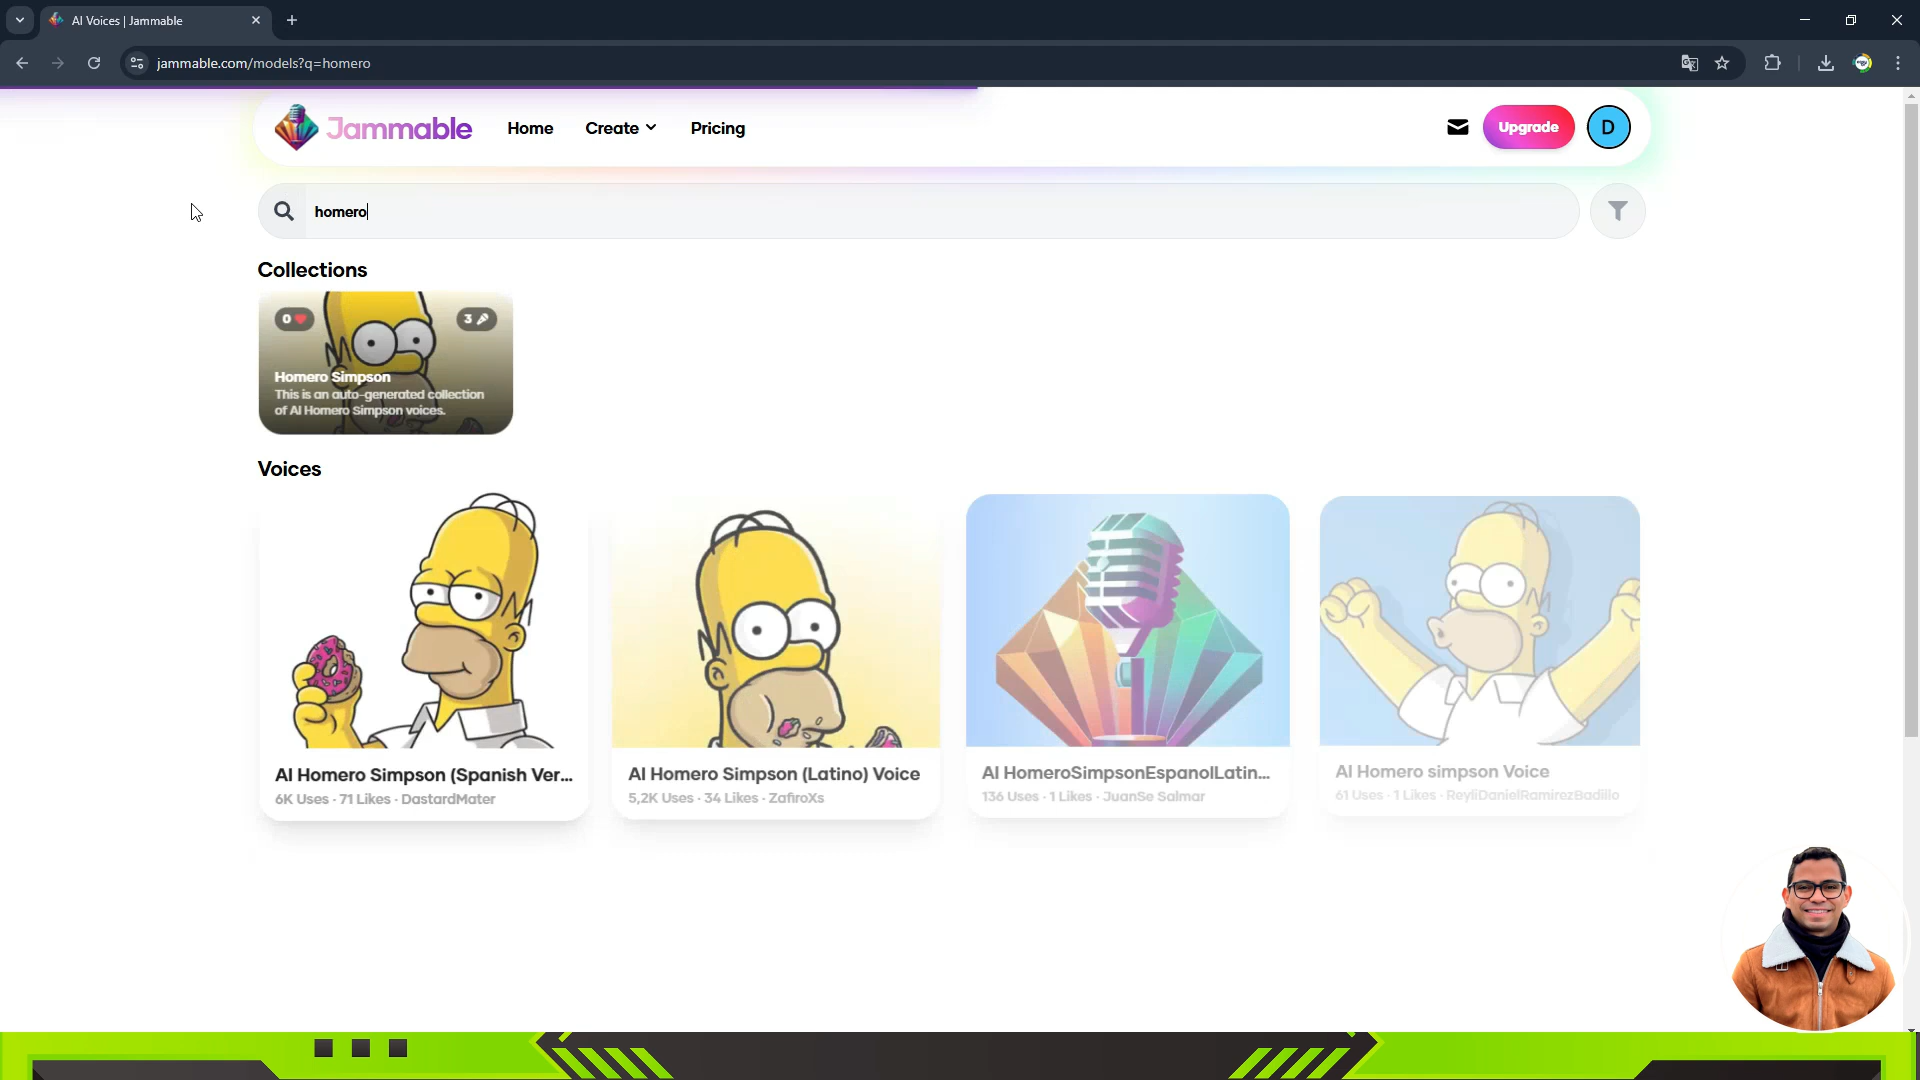 AI Voices | Jammable
jammable.com/models?q=homero
Jammable
Home
Create
Pricing
Upgrade
D
homero
Collections
0
3
Homero Simpson
This is an auto-generated collection
of AI Homero Simpson voices.
Voices
AI Homero Simpson (Spanish Ver...
6K Uses · 71 Likes · DastardMater
AI Homero Simpson (Latino) Voice
5,2K Uses · 34 Likes · ZafiroXs
AI HomeroSimpsonEspanolLatin...
136 Uses · 1 Likes · JuanSe Salmar
AI Homero simpson Voice
61 Uses · 1 Likes · ReyliDanielRamirezBadillo